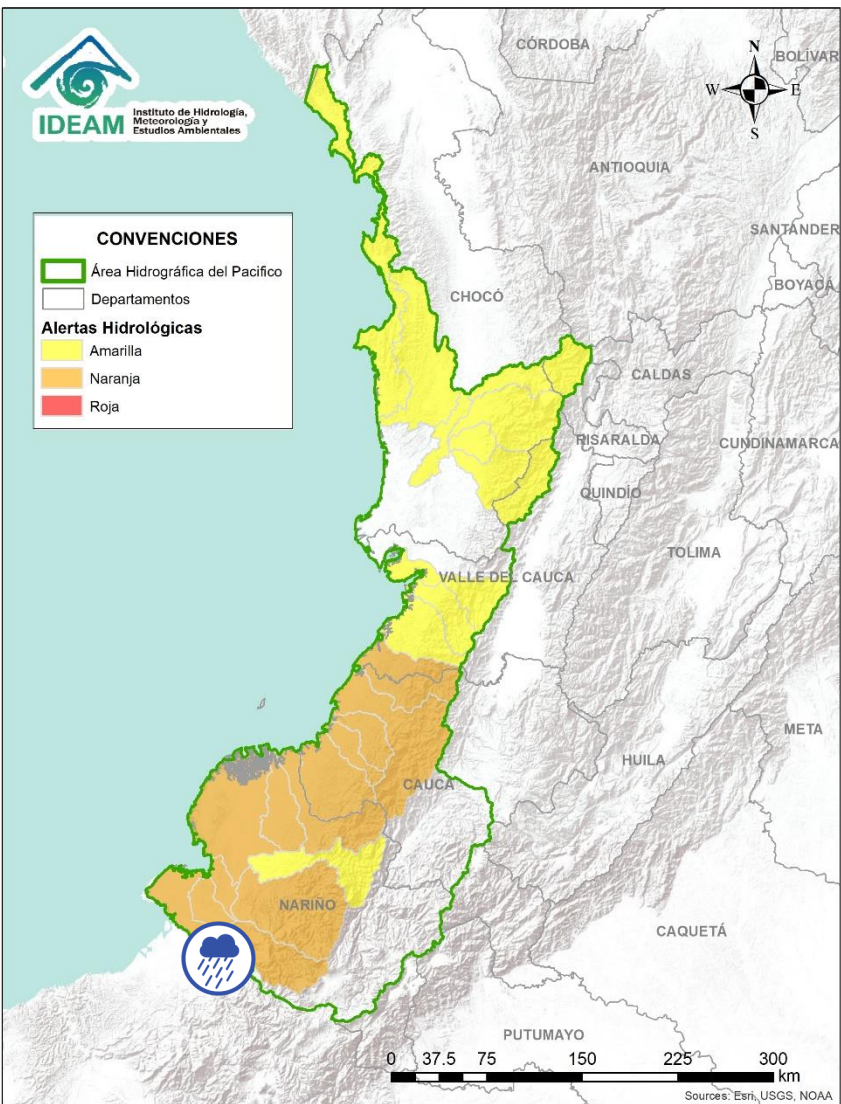 IDEAM
Instituto de Hidrología,
Meteorología y
Estudios Ambientales
CÓRDOBA
BOLÍVAR
N
W
E
S
ANTIOQUIA
SANTANDER
BOYACÁ
CHOCÓ
CONVENCIONES
Área Hidrográfica del Pacifico
Departamentos
Alertas Hidrológicas
Amarilla
Naranja
Roja
CALDAS
RISARALDA
CUNDINAMARCA
QUINDÍO
TOLIMA
VALLE DEL CAUCA
META
HUILA
CAUCA
NARIÑO
CAQUETÁ
PUTUMAYO
0 37.5 75 150 225 300
km
Sources: Esri, USGS, NOAA